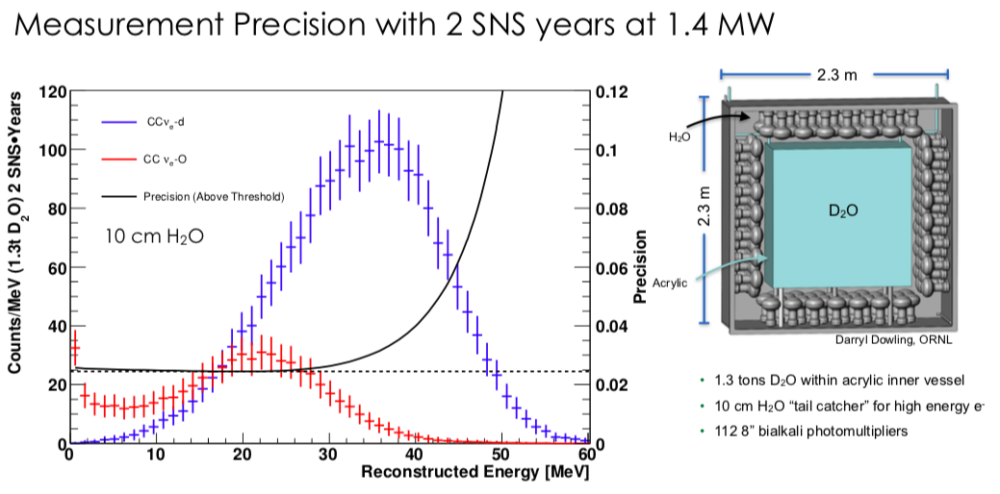 Measurement Precision with 2 SNS years at 1.4 MW
Counts/MeV (1.3t D₂O) 2 SNS•Years
120
100
80
60
40
20
0
CCνₑ-d
CC νₑ-O
Precision (Above Threshold)
10 cm H₂O
0.12
0.1
0.08
0.06
0.04
0.02
0
Precision
0
10
20
30
40
50
60
Reconstructed Energy [MeV]
2.3 m
H₂O
2.3 m
D₂O
Acrylic
Darryl Dowling, ORNL
• 1.3 tons D₂O within acrylic inner vessel
• 10 cm H₂O “tail catcher” for high energy e-
• 112 8” bialkali photomultipliers